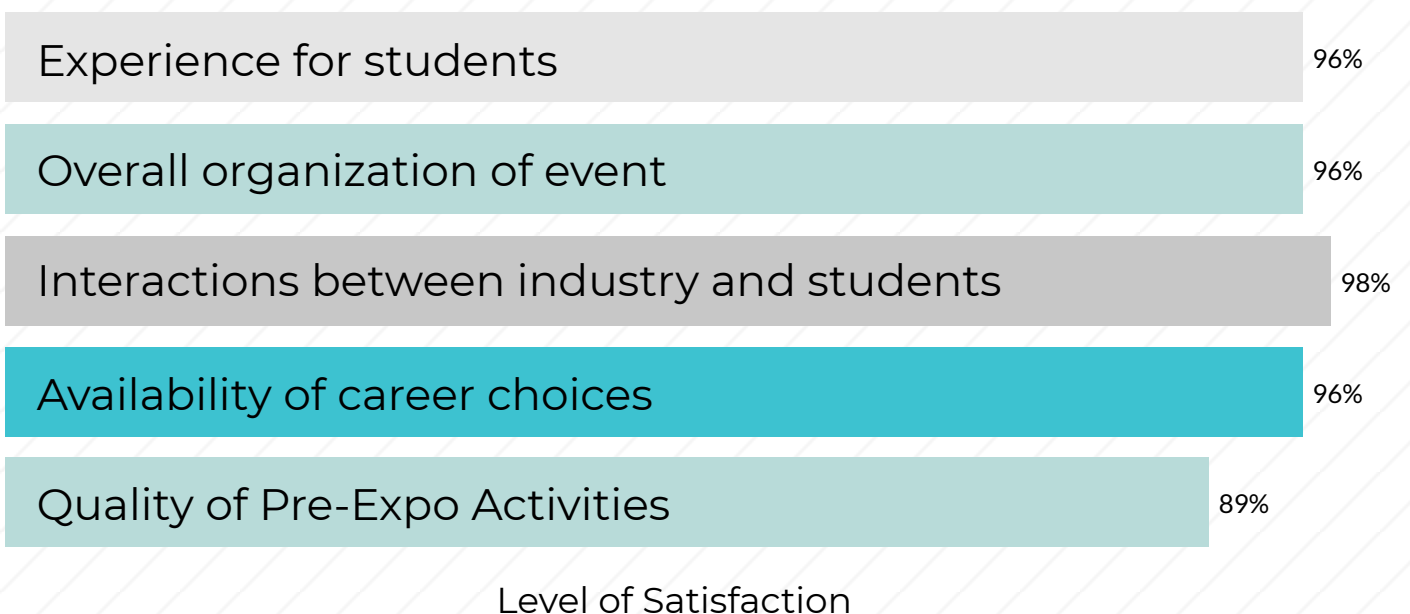 Experience for students 96%
Overall organization of event 96%
Interactions between industry and students 98%
Availability of career choices 96%
Quality of Pre-Expo Activities 89%
Level of Satisfaction